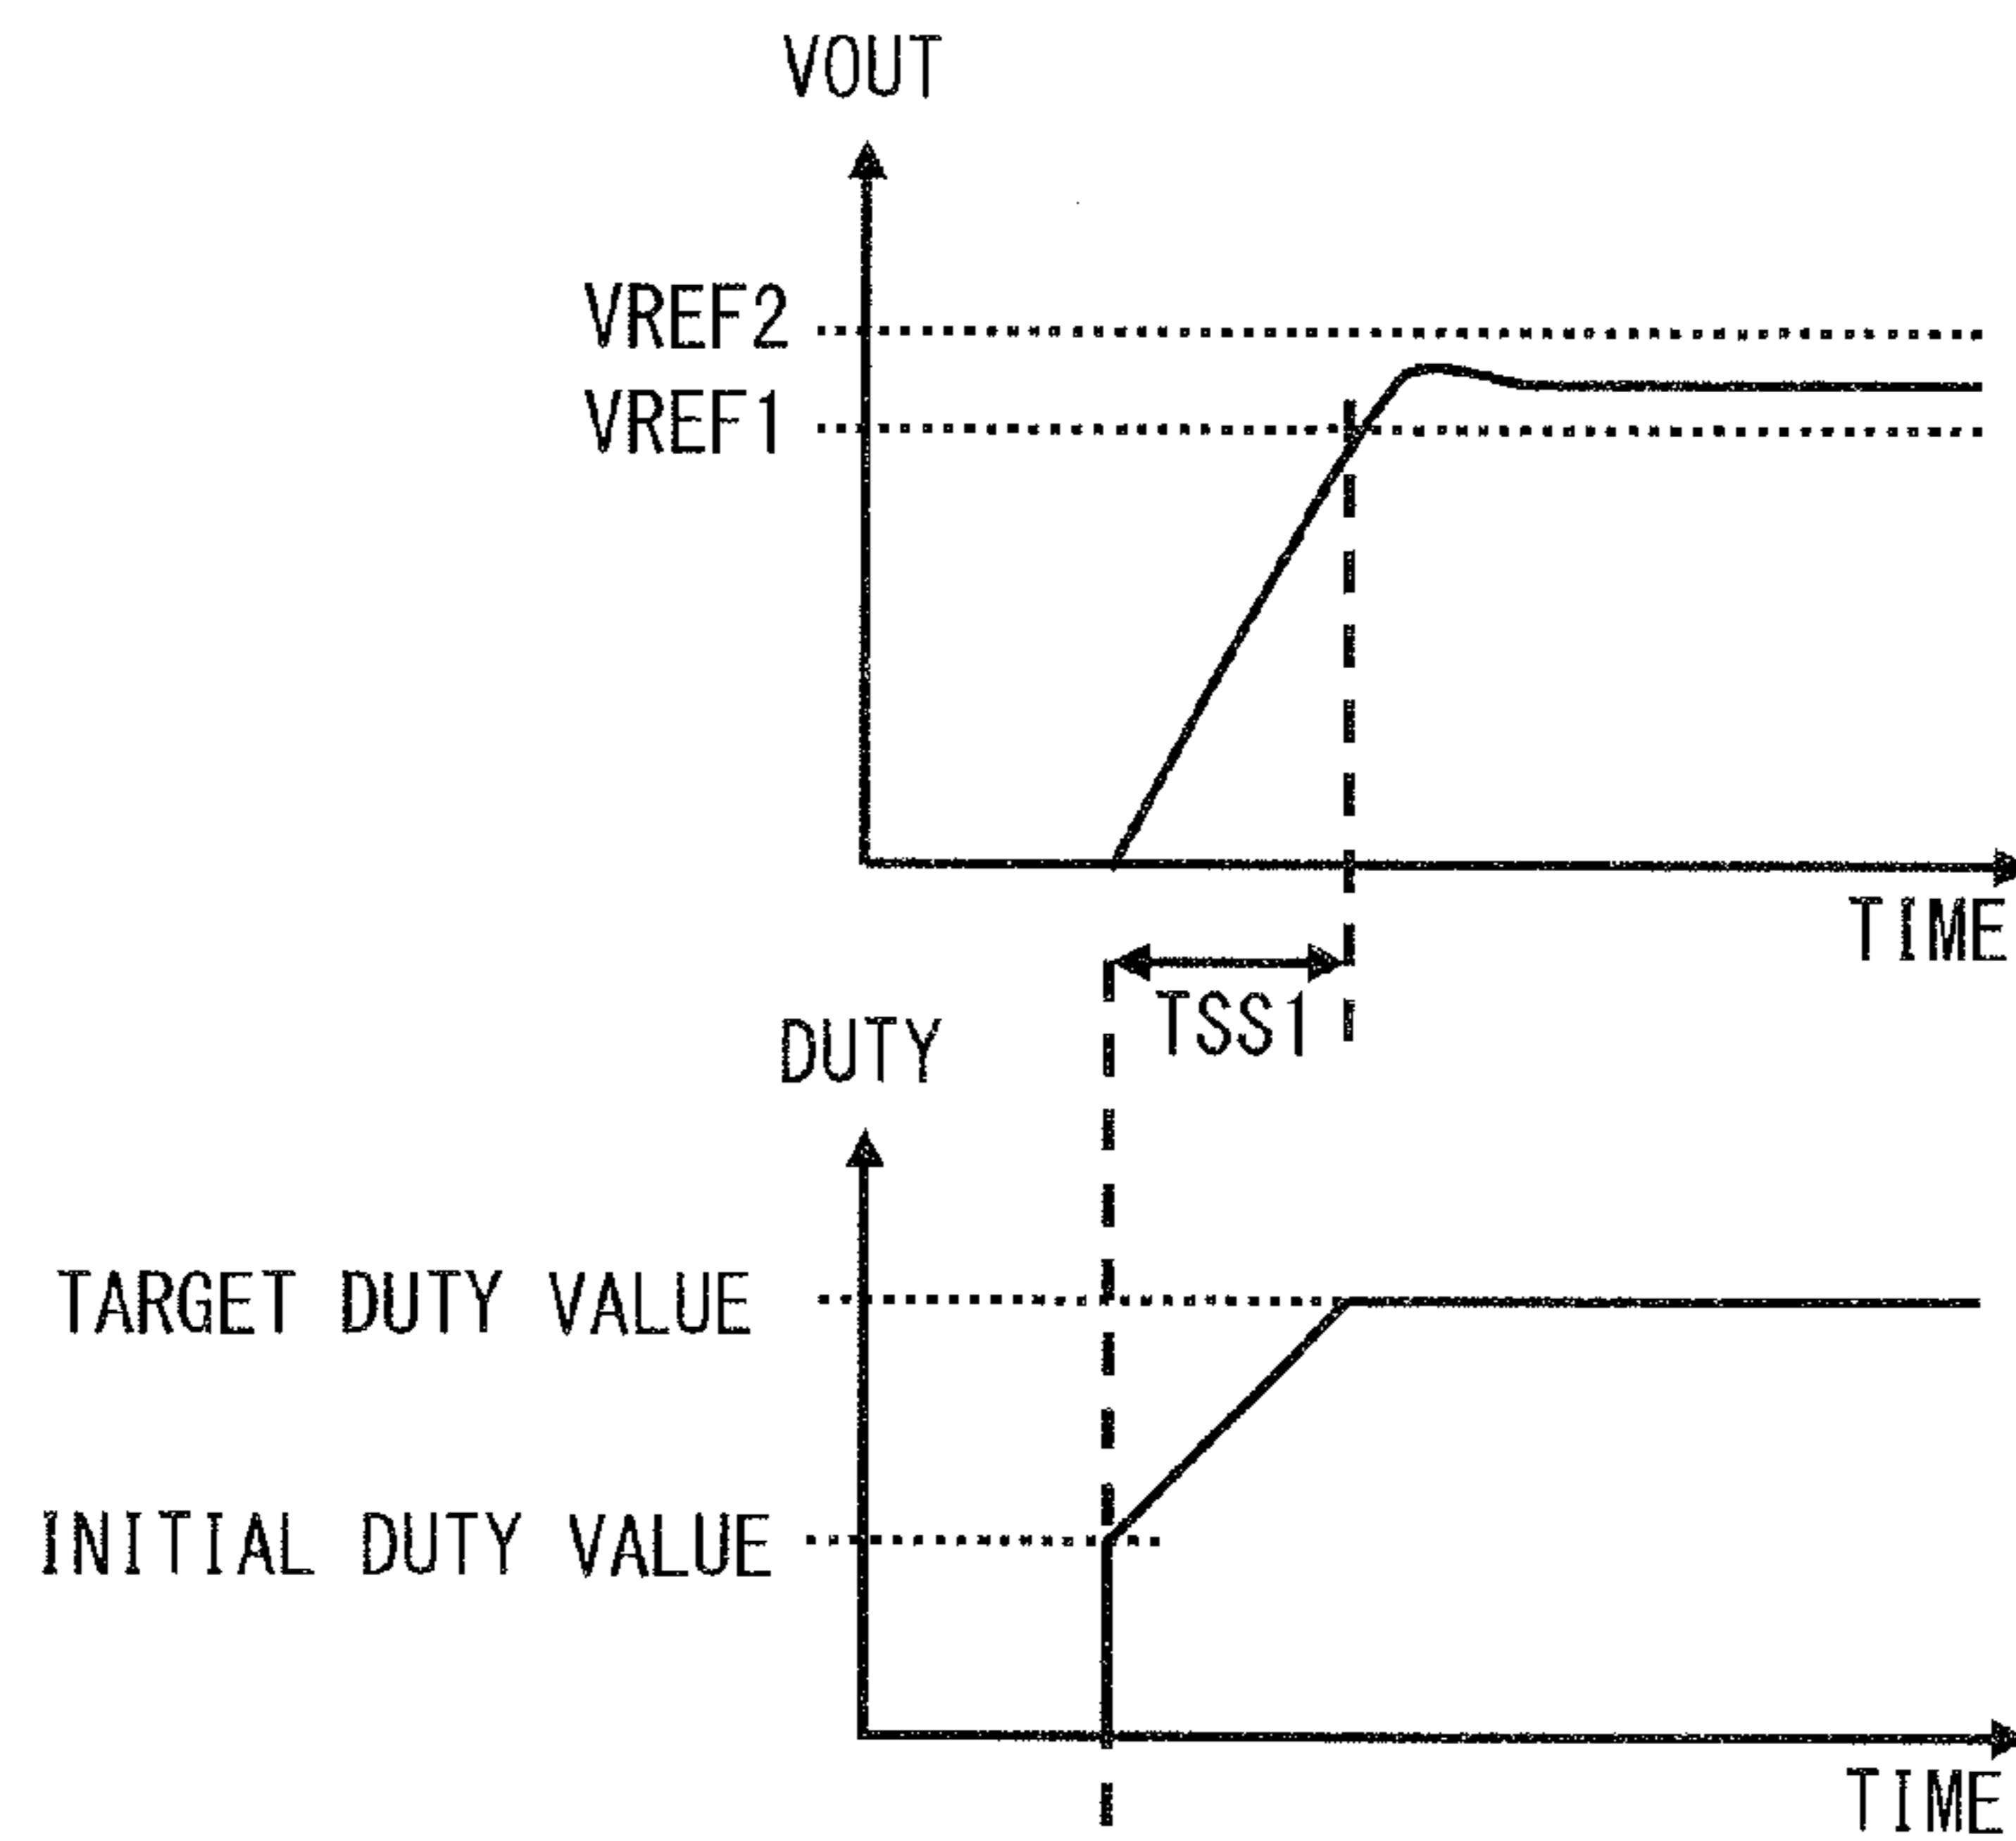 VOUT
VREF2
VREF1
TIME
TSS1
DUTY
TARGET DUTY VALUE
INITIAL DUTY VALUE
TIME